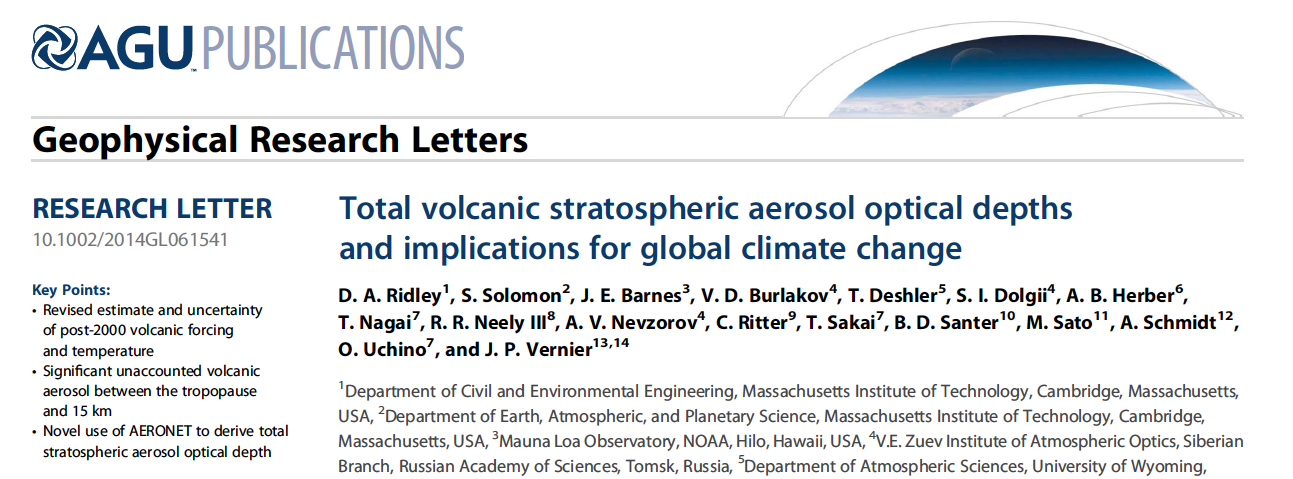 AGU PUBLICATIONS
Geophysical Research Letters
RESEARCH LETTER
10.1002/2014GL061541
Key Points:
• Revised estimate and uncertainty
of post-2000 volcanic forcing
and temperature
• Significant unaccounted volcanic
aerosol between the tropopause
and 15 km
• Novel use of AERONET to derive total
stratospheric aerosol optical depth
Total volcanic stratospheric aerosol optical depths
and implications for global climate change
D. A. Ridley1, S. Solomon2, J. E. Barnes3, V. D. Burlakov4, T. Deshler5, S. I. Dolgii4, A. B. Herber6,
T. Nagai7, R. R. Neely III8, A. V. Nevzorov4, C. Ritter9, T. Sakai7, B. D. Santer10, M. Sato11, A. Schmidt12,
O. Uchino7, and J. P. Vernier13,14
1Department of Civil and Environmental Engineering, Massachusetts Institute of Technology, Cambridge, Massachusetts,
USA, 2Department of Earth, Atmospheric, and Planetary Science, Massachusetts Institute of Technology, Cambridge,
Massachusetts, USA, 3Mauna Loa Observatory, NOAA, Hilo, Hawaii, USA, 4V.E. Zuev Institute of Atmospheric Optics, Siberian
Branch, Russian Academy of Sciences, Tomsk, Russia, 5Department of Atmospheric Sciences, University of Wyoming,